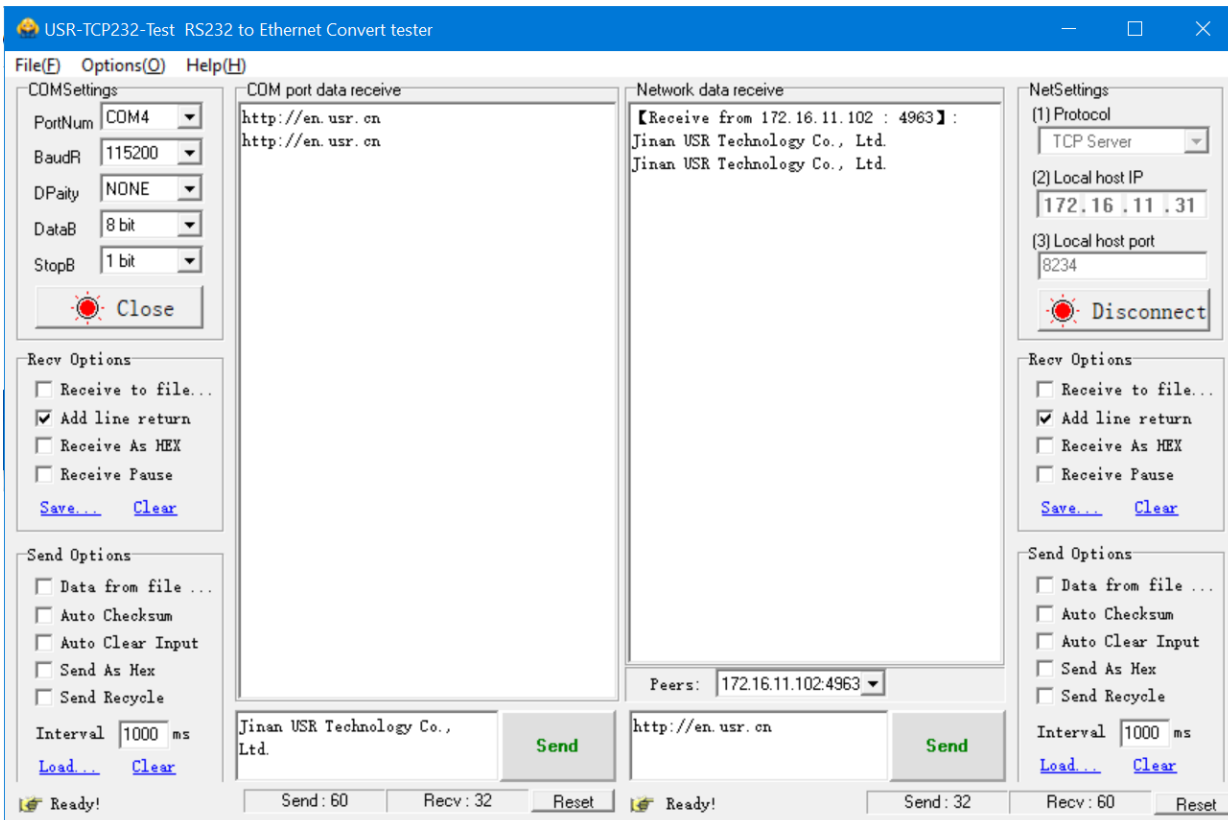 USR-TCP232-Test RS232 to Ethernet Convert tester
File(F) Options(O) Help(H)
COMSettings
PortNum COM4
BaudR 115200
DPaity NONE
DataB 8 bit
StopB 1 bit
Close
Recv Options
Receive to file...
Add line return
Receive As HEX
Receive Pause
Save... Clear
Send Options
Data from file ...
Auto Checksum
Auto Clear Input
Send As Hex
Send Recycle
Interval 1000 ms
Load... Clear
COM port data receive
http://en.usr.cn
http://en.usr.cn
Jinan USR Technology Co.,
Ltd.
Send
Network data receive
【Receive from 172.16.11.102 : 4963】:
Jinan USR Technology Co., Ltd.
Jinan USR Technology Co., Ltd.
Peers: 172.16.11.102:4963
http://en.usr.cn
Send
NetSettings
(1) Protocol
TCP Server
(2) Local host IP
172.16.11.31
(3) Local host port
8234
Disconnect
Recv Options
Receive to file...
Add line return
Receive As HEX
Receive Pause
Save... Clear
Send Options
Data from file ...
Auto Checksum
Auto Clear Input
Send As Hex
Send Recycle
Interval 1000 ms
Load... Clear
Ready! Send : 60 Recv : 32 Reset Ready! Send : 32 Recv : 60 Reset